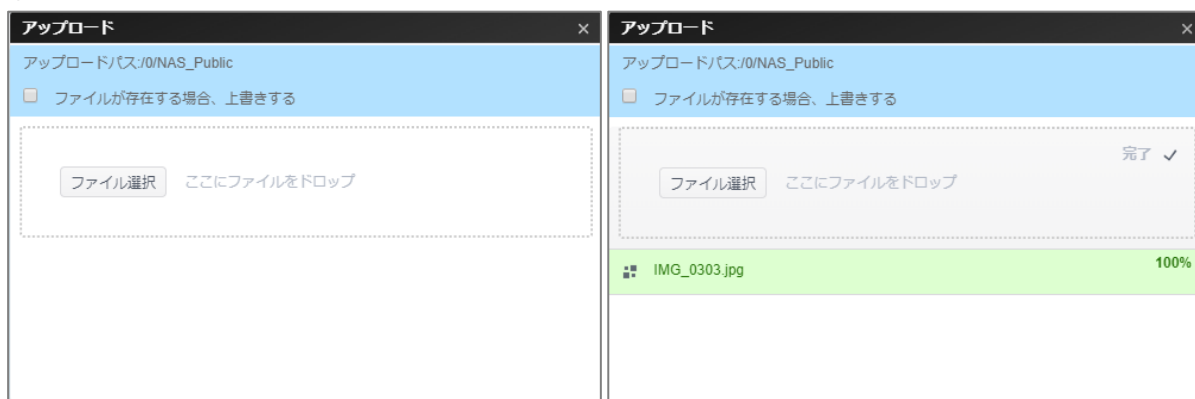 アップロード ×
アップロードパス:/0/NAS_Public
ファイルが存在する場合、上書きする
ファイル選択 ここにファイルをドロップ
アップロード ×
アップロードパス:/0/NAS_Public
ファイルが存在する場合、上書きする
完了 ✓
ファイル選択 ここにファイルをドロップ
IMG_0303.jpg 100%